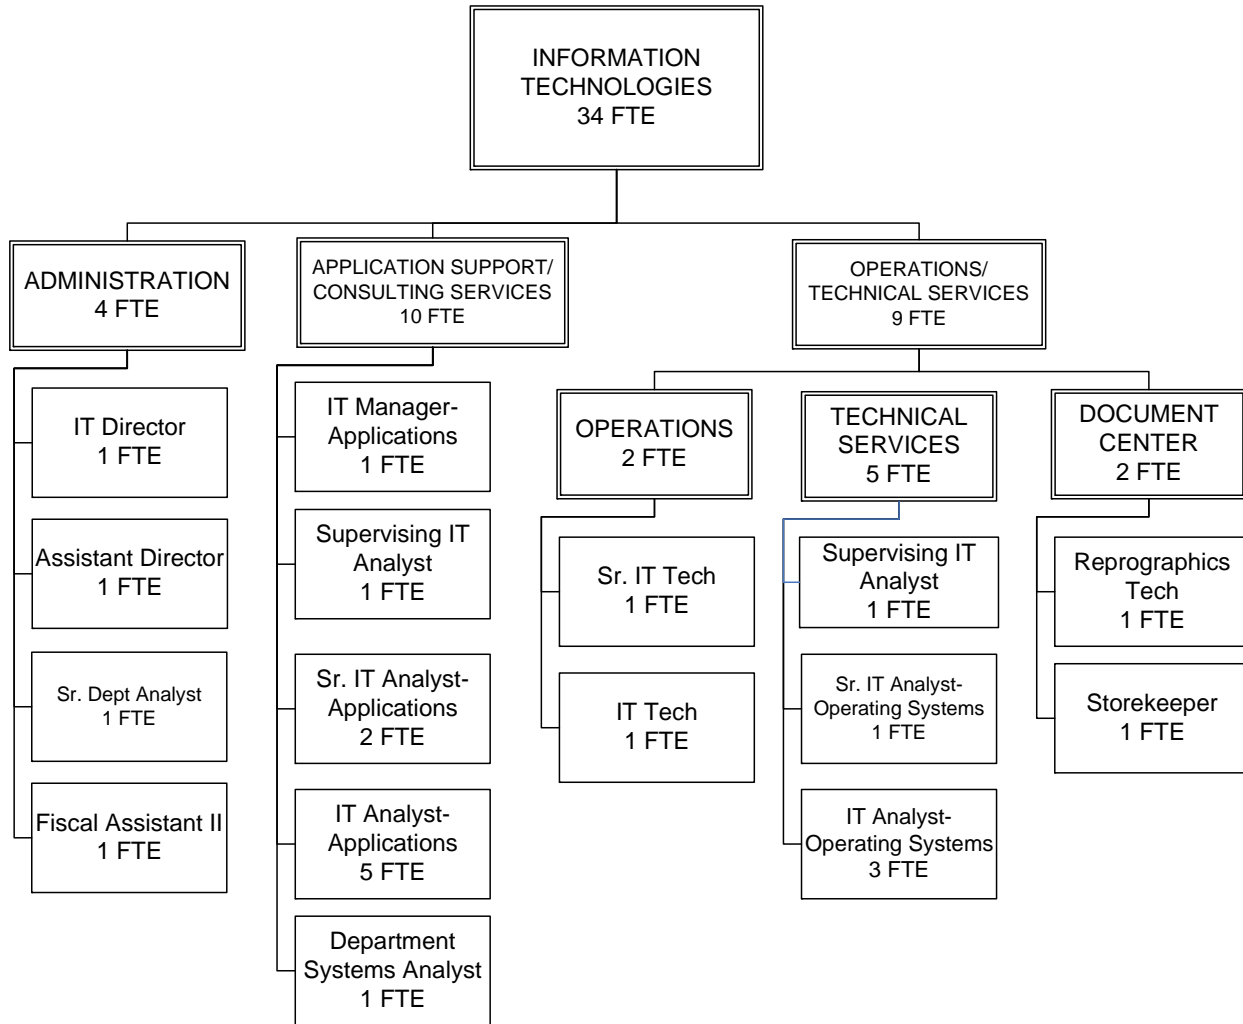 INFORMATION
TECHNOLOGIES
34 FTE
ADMINISTRATION
4 FTE
APPLICATION SUPPORT/
CONSULTING SERVICES
10 FTE
OPERATIONS/
TECHNICAL SERVICES
9 FTE
IT Director
1 FTE
Assistant Director
1 FTE
Sr. Dept Analyst
1 FTE
Fiscal Assistant II
1 FTE
IT Manager-
Applications
1 FTE
Supervising IT
Analyst
1 FTE
Sr. IT Analyst-
Applications
2 FTE
IT Analyst-
Applications
5 FTE
Department
Systems Analyst
1 FTE
OPERATIONS
2 FTE
Sr. IT Tech
1 FTE
IT Tech
1 FTE
TECHNICAL
SERVICES
5 FTE
Supervising IT
Analyst
1 FTE
Sr. IT Analyst-
Operating Systems
1 FTE
IT Analyst-
Operating Systems
3 FTE
DOCUMENT
CENTER
2 FTE
Reprographics
Tech
1 FTE
Storekeeper
1 FTE